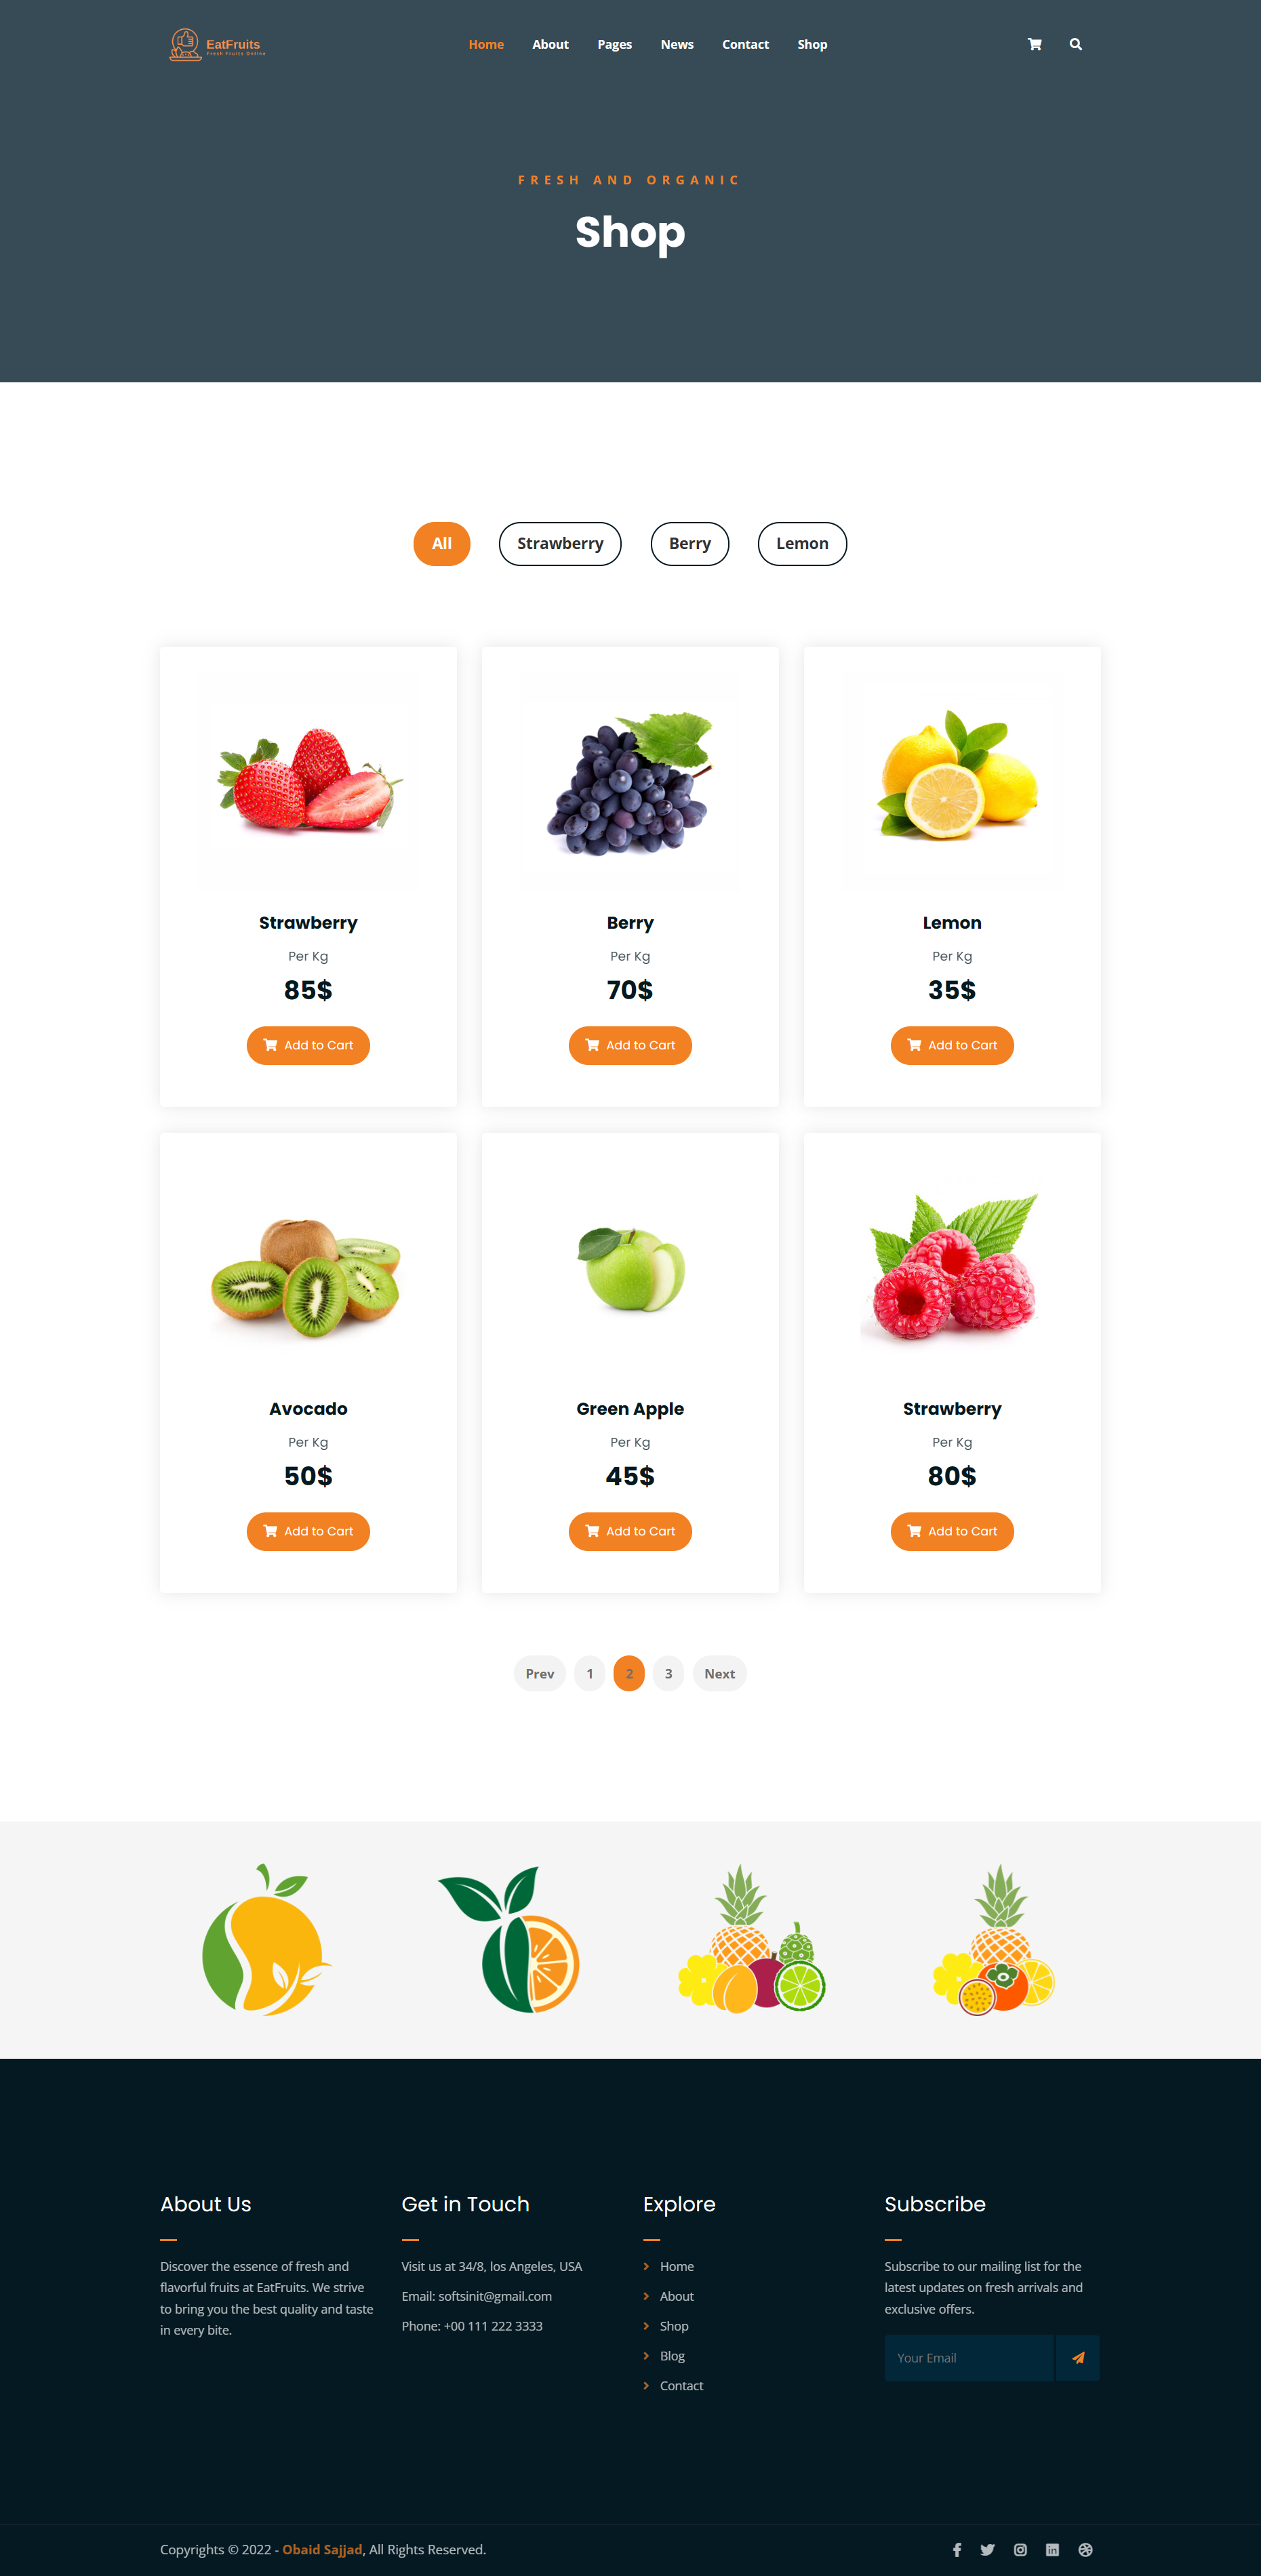 EatFruits
Fresh Fruits Online
Home About Pages News Contact Shop
FRESH AND ORGANIC
Shop
All Strawberry Berry Lemon
Strawberry
Per Kg
85$
Add to Cart
Berry
Per Kg
70$
Add to Cart
Lemon
Per Kg
35$
Add to Cart
Avocado
Per Kg
50$
Add to Cart
Green Apple
Per Kg
45$
Add to Cart
Strawberry
Per Kg
80$
Add to Cart
Prev 1 2 3 Next
About Us
Discover the essence of fresh and
flavorful fruits at EatFruits. We strive
to bring you the best quality and taste
in every bite.
Get in Touch
Visit us at 34/8, los Angeles, USA
Email: softsinit@gmail.com
Phone: +00 111 222 3333
Explore
Home
About
Shop
Blog
Contact
Subscribe
Subscribe to our mailing list for the
latest updates on fresh arrivals and
exclusive offers.
Your Email
Copyrights © 2022 - Obaid Sajjad, All Rights Reserved.